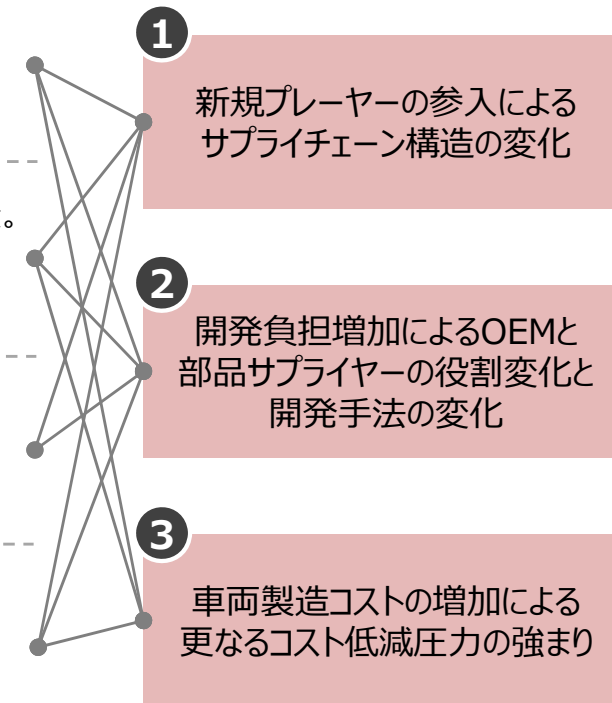 1
新規プレーヤーの参入による
サプライチェーン構造の変化
。
2
開発負担増加によるOEMと
部品サプライヤーの役割変化と
開発手法の変化
3
車両製造コストの増加による
更なるコスト低減圧力の強まり